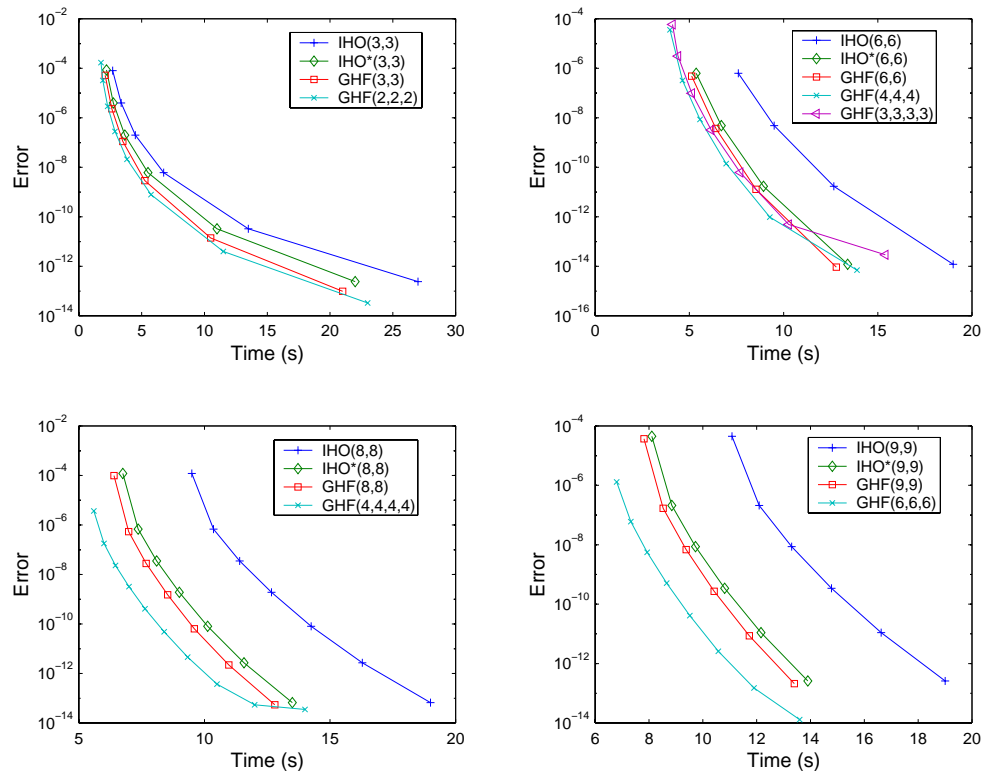 10^-2
10^-4
10^-6
10^-8
10^-10
10^-12
10^-14
Error
0 5 10 15 20 25 30
Time (s)
IHO(3,3)
IHO*(3,3)
GHF(3,3)
GHF(2,2,2)
10^-4
10^-6
10^-8
10^-10
10^-12
10^-14
10^-16
Error
0 5 10 15 20
Time (s)
IHO(6,6)
IHO*(6,6)
GHF(6,6)
GHF(4,4,4)
GHF(3,3,3,3)
10^-2
10^-4
10^-6
10^-8
10^-10
10^-12
10^-14
Error
5 10 15 20
Time (s)
IHO(8,8)
IHO*(8,8)
GHF(8,8)
GHF(4,4,4,4)
10^-4
10^-6
10^-8
10^-10
10^-12
10^-14
Error
6 8 10 12 14 16 18 20
Time (s)
IHO(9,9)
IHO*(9,9)
GHF(9,9)
GHF(6,6,6)